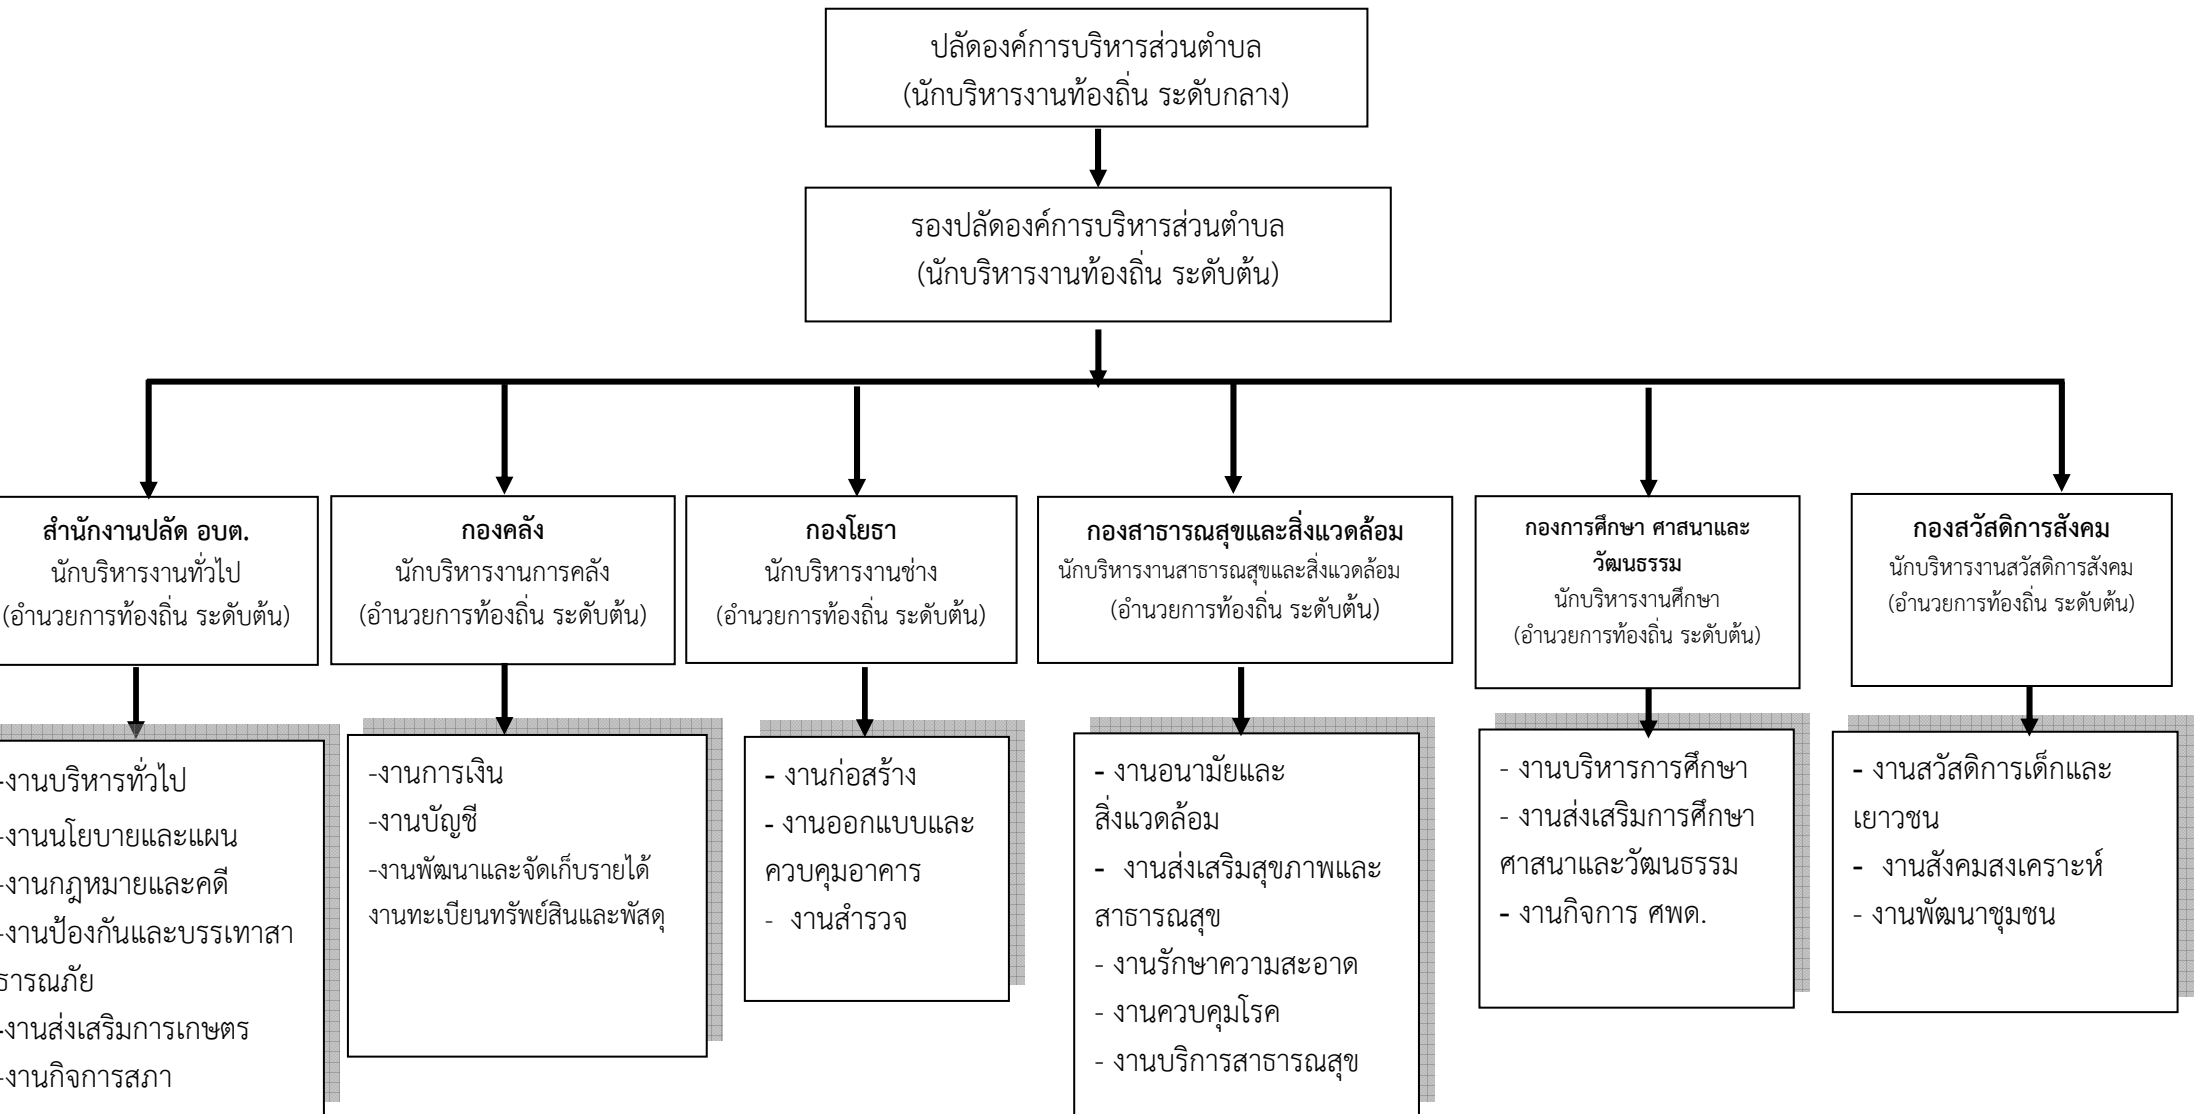 ปลัดองค์การบริหารส่วนตำบล
(นักบริหารงานท้องถิ่น ระดับกลาง)
รองปลัดองค์การบริหารส่วนตำบล
(นักบริหารงานท้องถิ่น ระดับต้น)
สำนักงานปลัด อบต.
นักบริหารงานทั่วไป
(อำนวยการท้องถิ่น ระดับต้น)
กองคลัง
นักบริหารงานการคลัง
(อำนวยการท้องถิ่น ระดับต้น)
กองโยธา
นักบริหารงานช่าง
(อำนวยการท้องถิ่น ระดับต้น)
กองสาธารณสุขและสิ่งแวดล้อม
นักบริหารงานสาธารณสุขและสิ่งแวดล้อม
(อำนวยการท้องถิ่น ระดับต้น)
กองการศึกษา ศาสนาและ
วัฒนธรรม
นักบริหารงานศึกษา
(อำนวยการท้องถิ่น ระดับต้น)
กองสวัสดิการสังคม
นักบริหารงานสวัสดิการสังคม
(อำนวยการท้องถิ่น ระดับต้น)
-งานบริหารทั่วไป
-งานนโยบายและแผน
-งานกฎหมายและคดี
-งานป้องกันและบรรเทาสา
ธารณภัย
-งานส่งเสริมการเกษตร
-งานกิจการสภา
-งานการเงิน
-งานบัญชี
-งานพัฒนาและจัดเก็บรายได้
งานทะเบียนทรัพย์สินและพัสดุ
- งานก่อสร้าง
- งานออกแบบและ
ควบคุมอาคาร
- งานสำรวจ
- งานอนามัยและ
สิ่งแวดล้อม
- งานส่งเสริมสุขภาพและ
สาธารณสุข
- งานรักษาความสะอาด
- งานควบคุมโรค
- งานบริการสาธารณสุข
- งานบริหารการศึกษา
- งานส่งเสริมการศึกษา
ศาสนาและวัฒนธรรม
- งานกิจการ ศพด.
- งานสวัสดิการเด็กและ
เยาวชน
- งานสังคมสงเคราะห์
- งานพัฒนาชุมชน